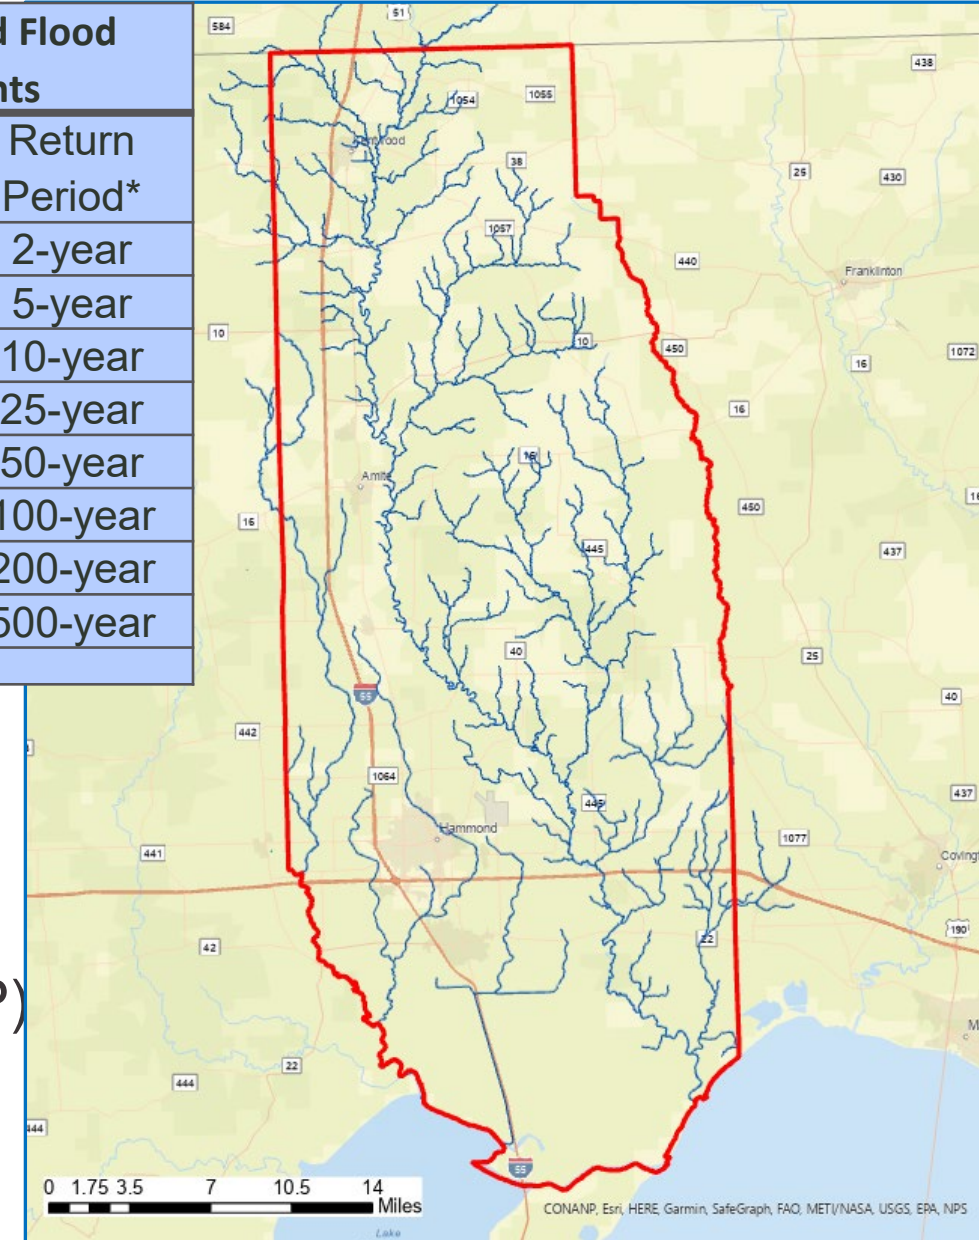 d Flood
nts
Return
Period*
2-year
5-year
10-year
25-year
50-year
100-year
200-year
500-year
P)
584
51
438
1054
1055
38
25
430
1057
440
Franklinton
10
10
450
16
1072
16
16
Amite
450
16
445
437
40
25
55
40
442
1064
437
Hammond
445
1077
441
Coving
190
42
22
22
444
444
55
0 1.75 3.5 7 10.5 14
Miles
CONANP, Esri, HERE, Garmin, SafeGraph, FAO, METI/NASA, USGS, EPA, NPS
Lake